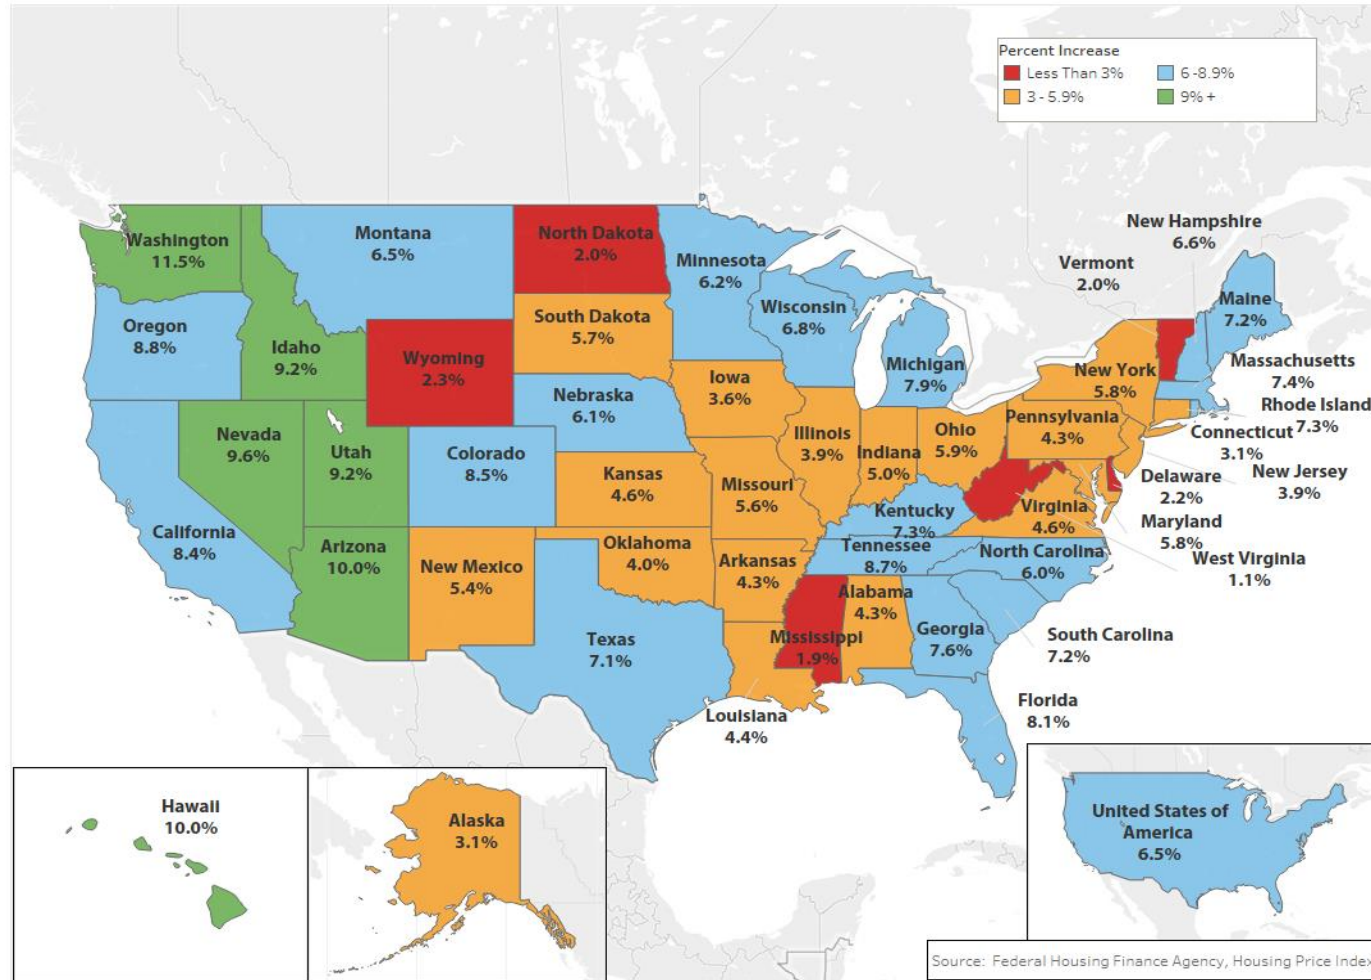 Percent Increase
Less Than 3%
6 -8.9%
3 - 5.9%
9% +
Washington
11.5%
Montana
6.5%
North Dakota
2.0%
Minnesota
6.2%
New Hampshire
6.6%
Vermont
2.0%
Maine
7.2%
Oregon
8.8%
Idaho
9.2%
Wyoming
2.3%
South Dakota
5.7%
Wisconsin
6.8%
Michigan
7.9%
New York
5.8%
Massachusetts
7.4%
Rhode Island
7.3%
Connecticut
3.1%
Nevada
9.6%
Utah
9.2%
Colorado
8.5%
Nebraska
6.1%
Iowa
3.6%
Illinois
3.9%
Indiana
5.0%
Ohio
5.9%
Pennsylvania
4.3%
New Jersey
3.9%
Delaware
2.2%
Maryland
5.8%
West Virginia
1.1%
California
8.4%
Arizona
10.0%
New Mexico
5.4%
Kansas
4.6%
Missouri
5.6%
Kentucky
7.3%
Virginia
4.6%
Oklahoma
4.0%
Arkansas
4.3%
Tennessee
8.7%
North Carolina
6.0%
Texas
7.1%
Louisiana
4.4%
Mississippi
1.9%
Alabama
4.3%
Georgia
7.6%
South Carolina
7.2%
Florida
8.1%
Hawaii
10.0%
Alaska
3.1%
United States of
America
6.5%
Source: Federal Housing Finance Agency, Housing Price Index